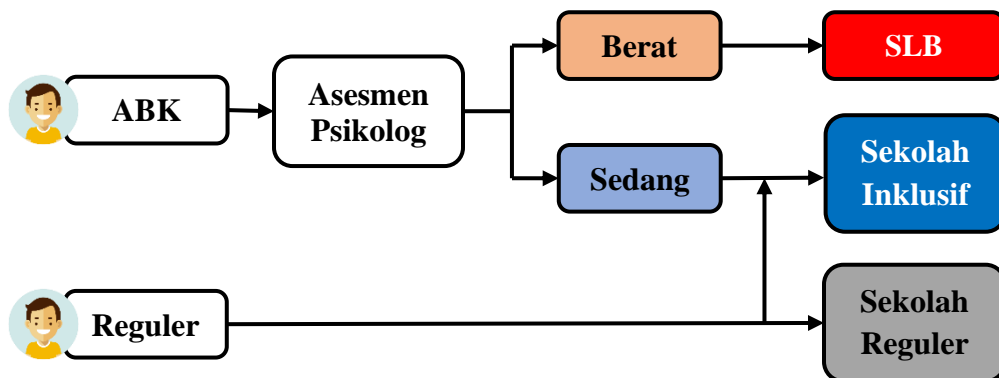 ABK
Asesmen
Psikolog
Berat
SLB
Sedang
Sekolah
Inklusif
Reguler
Sekolah
Reguler